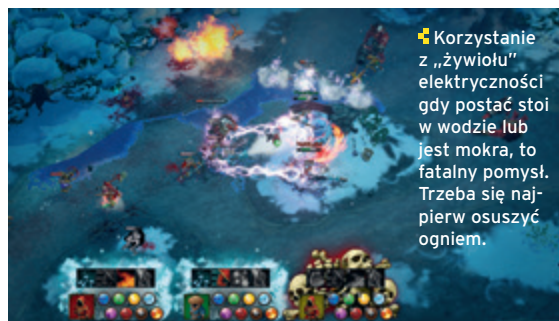 Korzystanie
z „żywiołu”
elektryczności
gdy postać stoi
w wodzie lub
jest mokra, to
fatalny pomysł.
Trzeba się naj-
pierw osuszyć
ogniem.